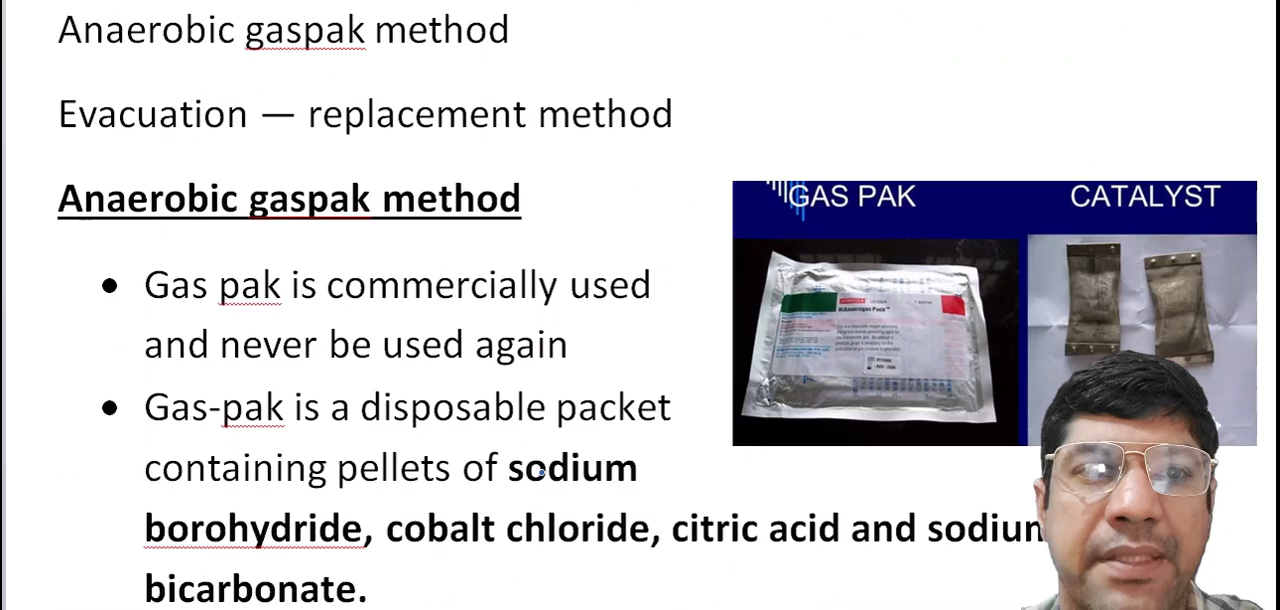 Anaerobic gaspak method
Evacuation — replacement method
Anaerobic gaspak method
GAS PAK
CATALYST
• Gas pak is commercially used
and never be used again
• Gas-pak is a disposable packet
containing pellets of sodium
borohydride, cobalt chloride, citric acid and sodium
bicarbonate.